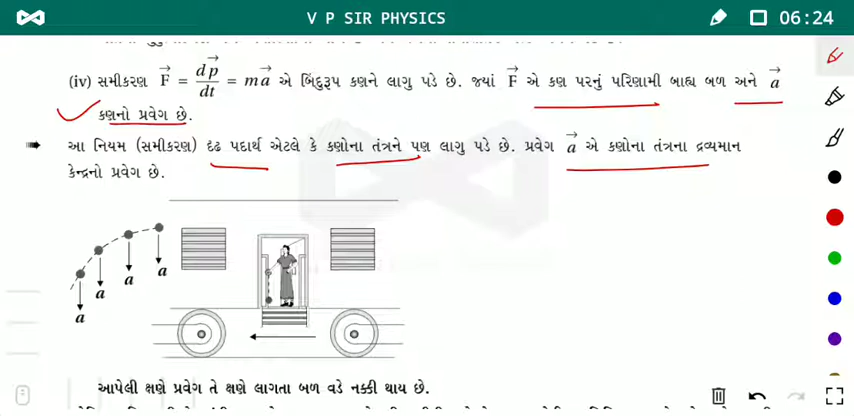 V P SIR PHYSICS
06:24
(iv) સમીકરણ F⃗ = dp⃗/dt = ma⃗ એ બિંદુરૂપ કણને લાગુ પડે છે. જ્યાં F⃗ એ કણ પરનું પરિણામી બાહ્ય બળ અને a⃗
કણનો પ્રવેગ છે.
આ નિયમ (સમીકરણ) દૃઢ પદાર્થ એટલે કે કણોના તંત્રને પણ લાગુ પડે છે. પ્રવેગ a⃗ એ કણોના તંત્રના દ્રવ્યમાન
કેન્દ્રનો પ્રવેગ છે.
a
a
a
a
આપેલી ક્ષણે પ્રવેગ તે ક્ષણે લાગતા બળ વડે નક્કી થાય છે.